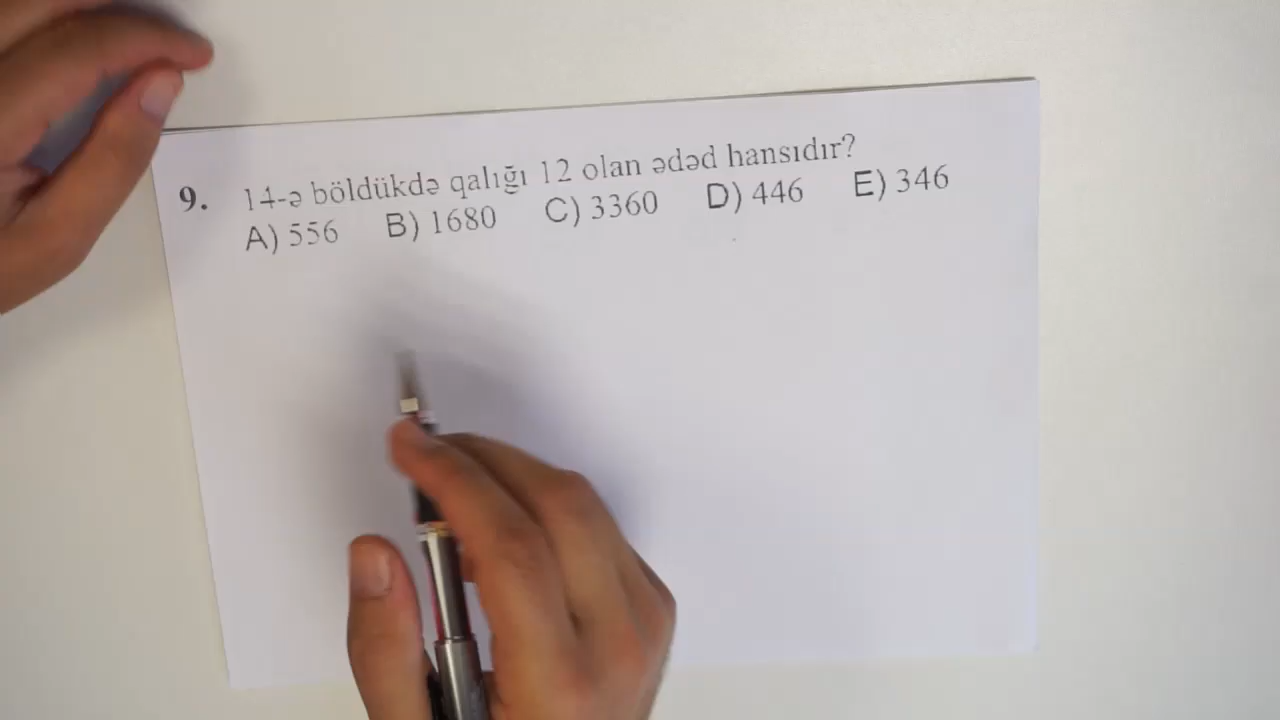 9. 14-ə böldükdə qalığı 12 olan ədəd hansıdır?
A) 556 B) 1680 C) 3360 D) 446 E) 346